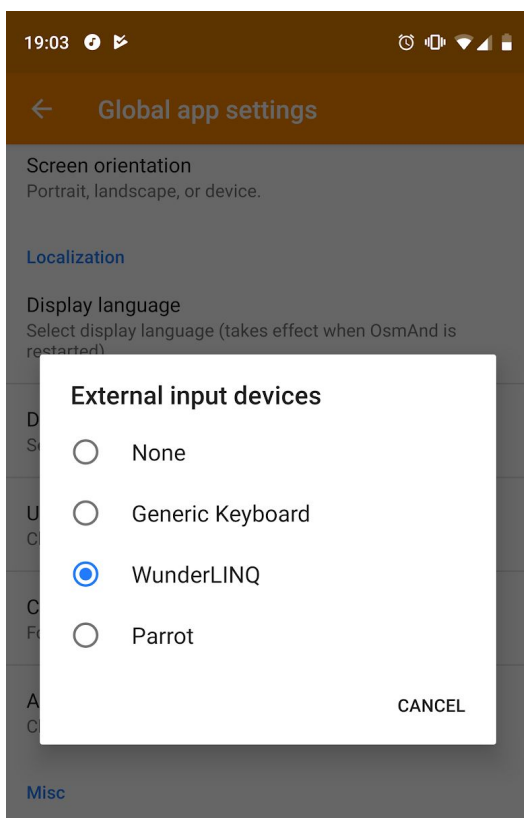 19:03
Global app settings
Screen orientation
Portrait, landscape, or device.
Localization
Display language
Select display language (takes effect when OsmAnd is
restarted)
External input devices
None
Generic Keyboard
WunderLINQ
Parrot
CANCEL
Misc